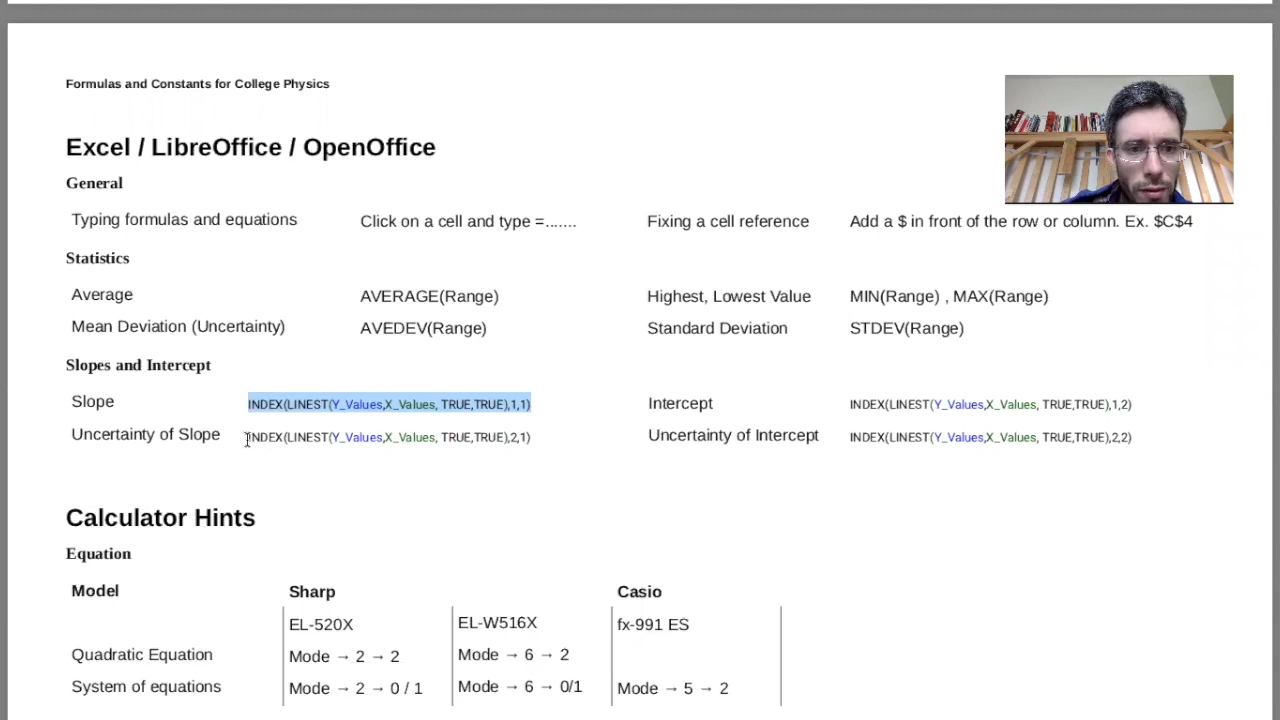 Formulas and Constants for College Physics
Excel / LibreOffice / OpenOffice
General
Typing formulas and equations Click on a cell and type =....... Fixing a cell reference Add a $ in front of the row or column. Ex. $C$4
Statistics
Average AVERAGE(Range) Highest, Lowest Value MIN(Range) , MAX(Range)
Mean Deviation (Uncertainty) AVEDEV(Range) Standard Deviation STDEV(Range)
Slopes and Intercept
Slope INDEX(LINEST(Y_Values,X_Values, TRUE,TRUE),1,1) Intercept INDEX(LINEST(Y_Values,X_Values, TRUE,TRUE),1,2)
Uncertainty of Slope INDEX(LINEST(Y_Values,X_Values, TRUE,TRUE),2,1) Uncertainty of Intercept INDEX(LINEST(Y_Values,X_Values, TRUE,TRUE),2,2)
Calculator Hints
Equation
Model Sharp Casio
EL-520X EL-W516X fx-991 ES
Quadratic Equation Mode → 2 → 2 Mode → 6 → 2
System of equations Mode → 2 → 0 / 1 Mode → 6 → 0/1 Mode → 5 → 2